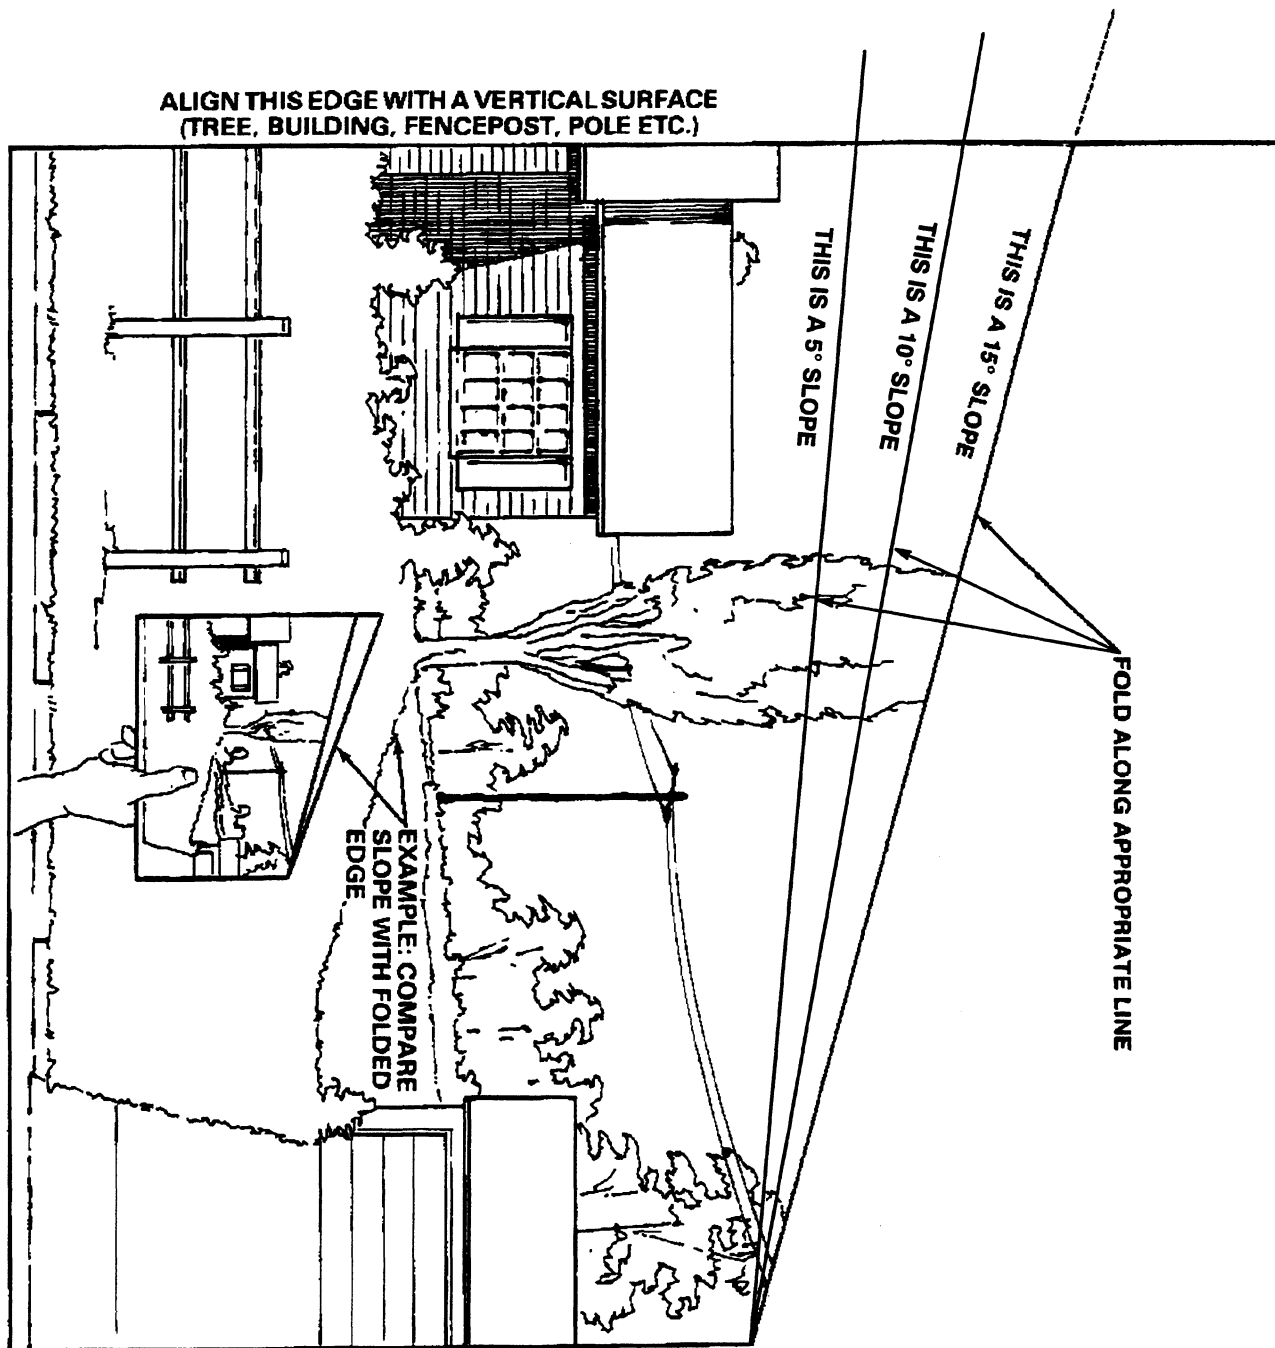 ALIGN THIS EDGE WITH A VERTICAL SURFACE
(TREE, BUILDING, FENCEPOST, POLE ETC.)
THIS IS A 5° SLOPE
THIS IS A 10° SLOPE
THIS IS A 15° SLOPE
FOLD ALONG APPROPRIATE LINE
EXAMPLE: COMPARE
SLOPE WITH FOLDED
EDGE